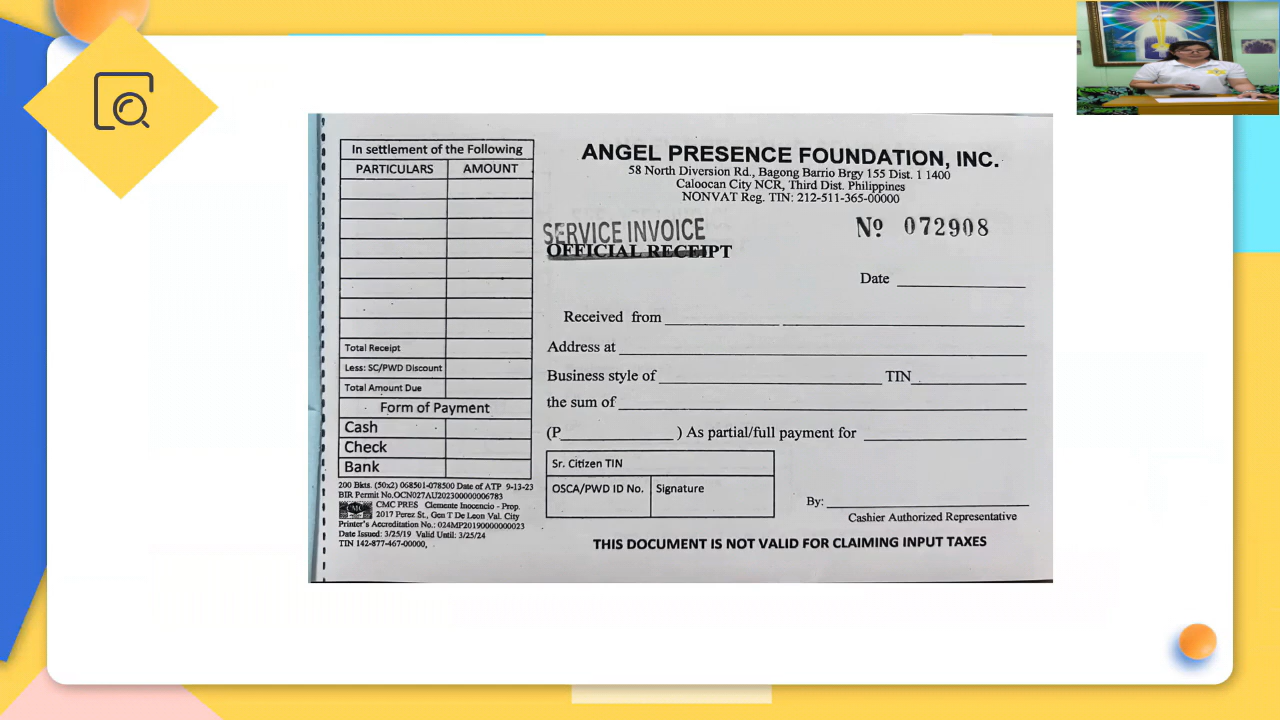 In settlement of the Following
PARTICULARS AMOUNT
Total Receipt
Less: SC/PWD Discount
Total Amount Due
Form of Payment
Cash
Check
Bank
200 Bkts. (50x2) 068501-078500 Date of ATP 9-13-23
BIR Permit No.OCN027AU202300000006783
CMC CMC PRES Clemente Inocencio - Prop.
2017 Perez St., Gen T De Leon Val. City
Printer's Accreditation No.: 024MP20190000000023
Date Issued: 3/25/19 Valid Until: 3/25/24
TIN 142-877-467-00000,
ANGEL PRESENCE FOUNDATION, INC.
58 North Diversion Rd., Bagong Barrio Brgy 155 Dist. 1 1400
Caloocan City NCR, Third Dist. Philippines
NONVAT Reg. TIN: 212-511-365-00000
SERVICE INVOICE
OFFICIAL RECEIPT
Nº 072908
Date
Received from
Address at
Business style of TIN
the sum of
(P ) As partial/full payment for
Sr. Citizen TIN
OSCA/PWD ID No. Signature
By:
Cashier Authorized Representative
THIS DOCUMENT IS NOT VALID FOR CLAIMING INPUT TAXES